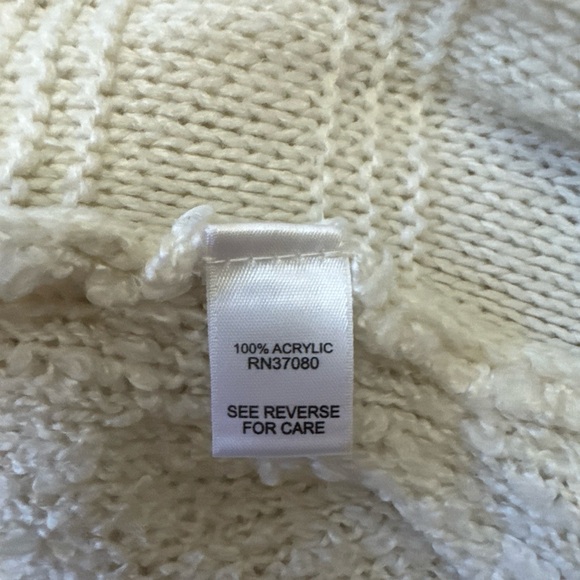 100% ACRYLIC
RN37080
SEE REVERSE
FOR CARE